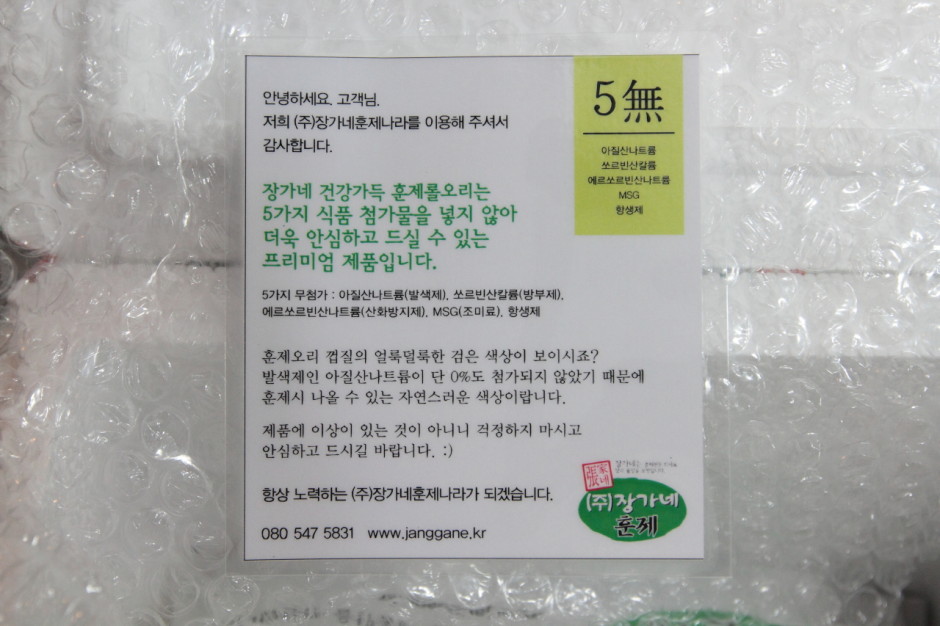 안녕하세요. 고객님.
저희 (주)장가네훈제나라를 이용해 주셔서
감사합니다.
5無
아질산나트륨
쏘르빈산칼륨
에르쏘르빈산나트륨
MSG
항생제
장가네 건강가득 훈제롤오리는
5가지 식품 첨가물을 넣지 않아
더욱 안심하고 드실 수 있는
프리미엄 제품입니다.
5가지 무첨가 : 아질산나트륨(발색제), 쏘르빈산칼륨(방부제),
에르쏘르빈산나트륨(산화방지제), MSG(조미료), 항생제
훈제오리 껍질의 얼룩덜룩한 검은 색상이 보이시죠?
발색제인 아질산나트륨이 단 0%도 첨가되지 않았기 때문에
훈제시 나올 수 있는 자연스러운 색상이랍니다.
제품에 이상이 있는 것이 아니니 걱정하지 마시고
안심하고 드시길 바랍니다. :)
항상 노력하는 (주)장가네훈제나라가 되겠습니다.
080 547 5831 www.janggane.kr
(주)장가네
훈제